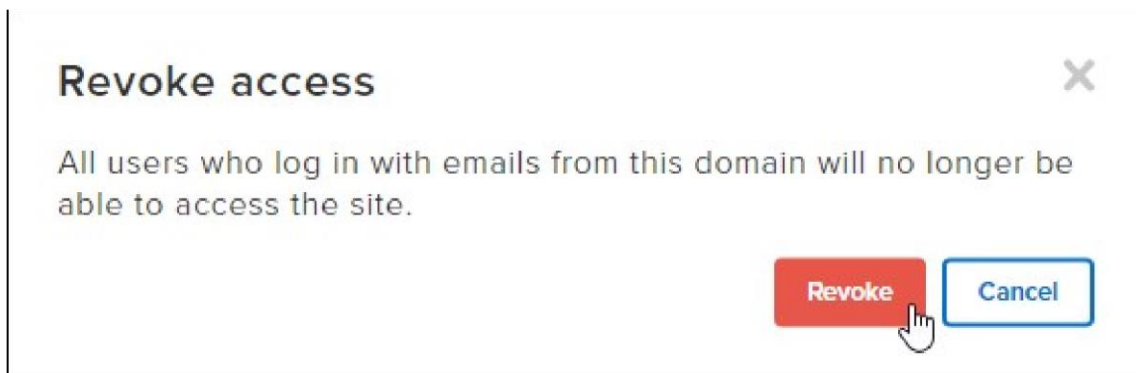 Revoke access
All users who log in with emails from this domain will no longer be
able to access the site.
Revoke Cancel